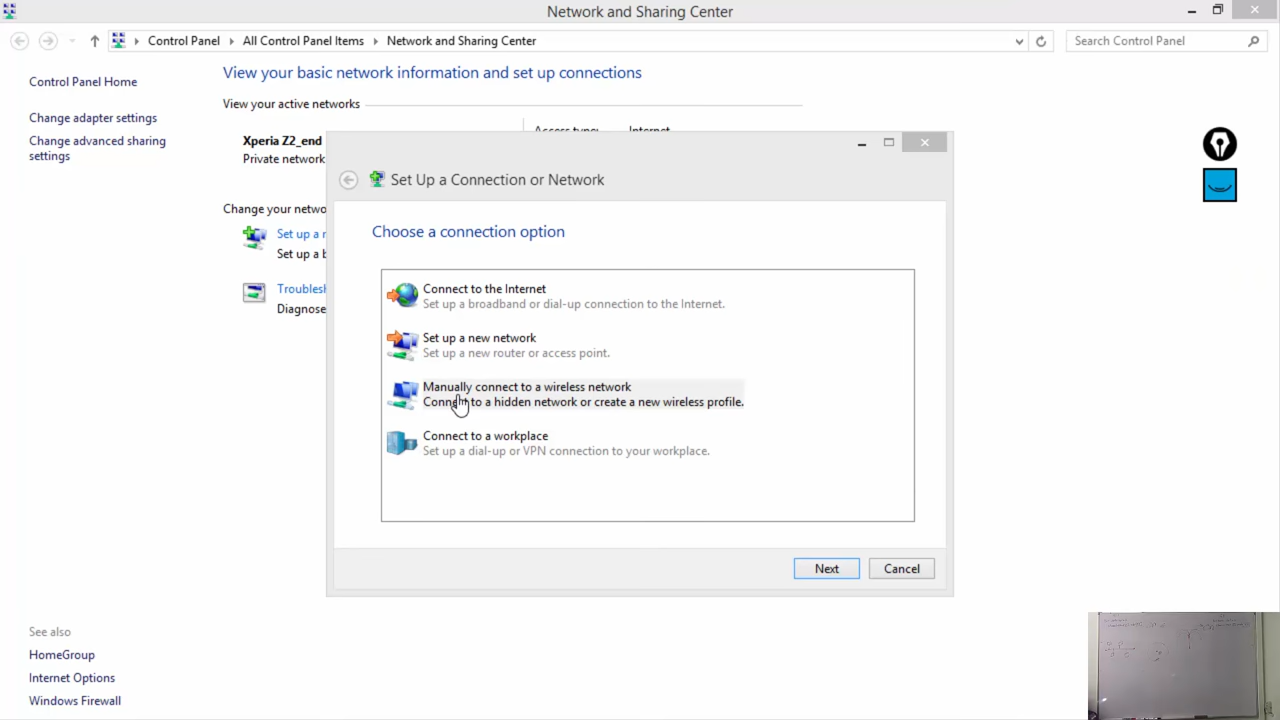 Network and Sharing Center
Control Panel
All Control Panel Items
Network and Sharing Center
Search Control Panel
Control Panel Home
Change adapter settings
Change advanced sharing
settings
See also
HomeGroup
Internet Options
Windows Firewall
View your basic network information and set up connections
View your active networks
Xperia Z2_end
Private network
Access type:
Internet
Change your netwo
Set up a
Set up a b
Troubles
Diagnose
Set Up a Connection or Network
Choose a connection option
Connect to the Internet
Set up a broadband or dial-up connection to the Internet.
Set up a new network
Set up a new router or access point.
Manually connect to a wireless network
Connect to a hidden network or create a new wireless profile.
Connect to a workplace
Set up a dial-up or VPN connection to your workplace.
Next
Cancel